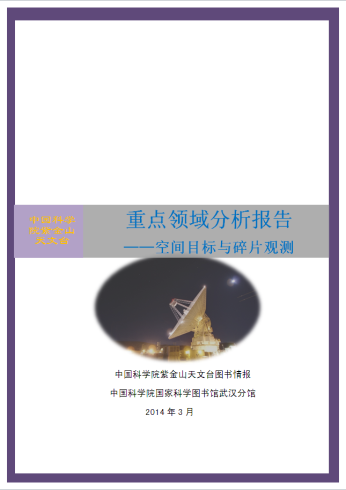 中国科学
院紫金山
天文台
重点领域分析报告
——空间目标与碎片观测
中国科学院紫金山天文台图书情报
中国科学院国家科学图书馆武汉分馆
2014 年 3 月